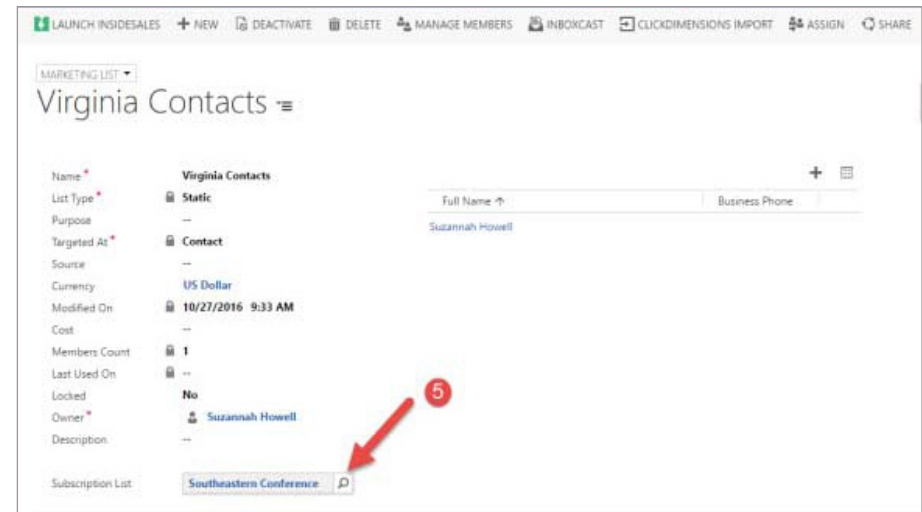 LAUNCH INSIDESALES + NEW DEACTIVATE DELETE MANAGE MEMBERS INBOXCAST CLICKDIMENSIONS IMPORT ASSIGN SHARE
MARKETING LIST
Virginia Contacts
Name * Virginia Contacts
List Type * Static
Full Name ↑ Business Phone
Purpose --
Suzannah Howell
Targeted At * Contact
Source --
Currency US Dollar
Modified On 10/27/2016 9:33 AM
Cost --
Members Count 1
Last Used On --
Locked No
5
Owner * Suzannah Howell
Description --
Subscription List Southeastern Conference